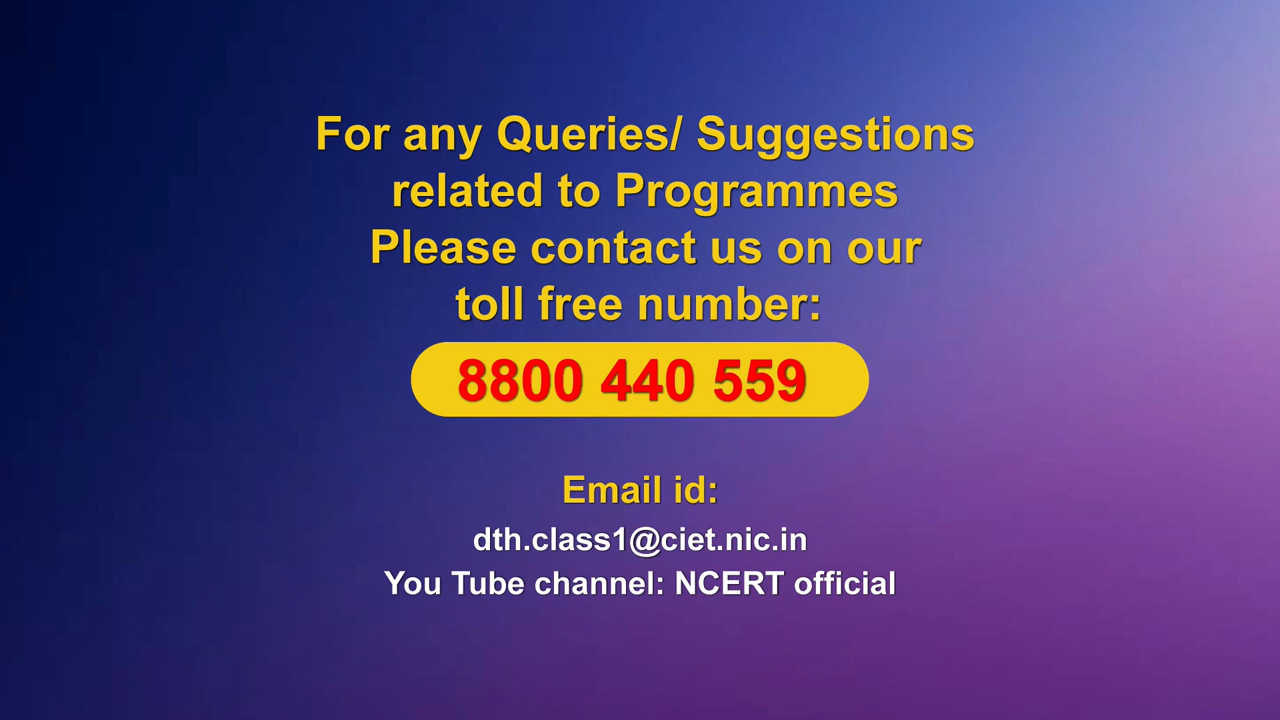 For any Queries/ Suggestions
related to Programmes
Please contact us on our
toll free number:
8800 440 559
Email id:
dth.class1@ciet.nic.in
You Tube channel: NCERT official